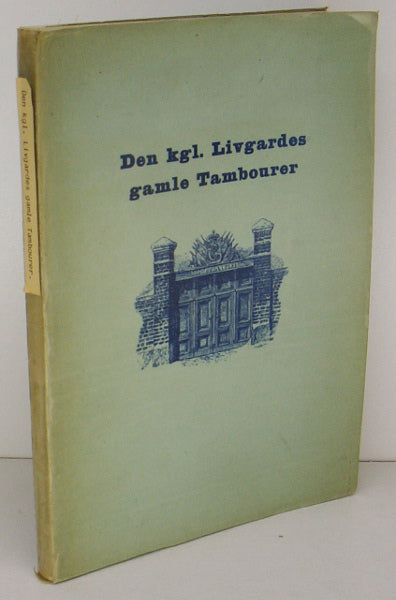 Den kgl. Livgardes
gamle Tambourer
Den kgl. Livgardes gamle Tambourer.